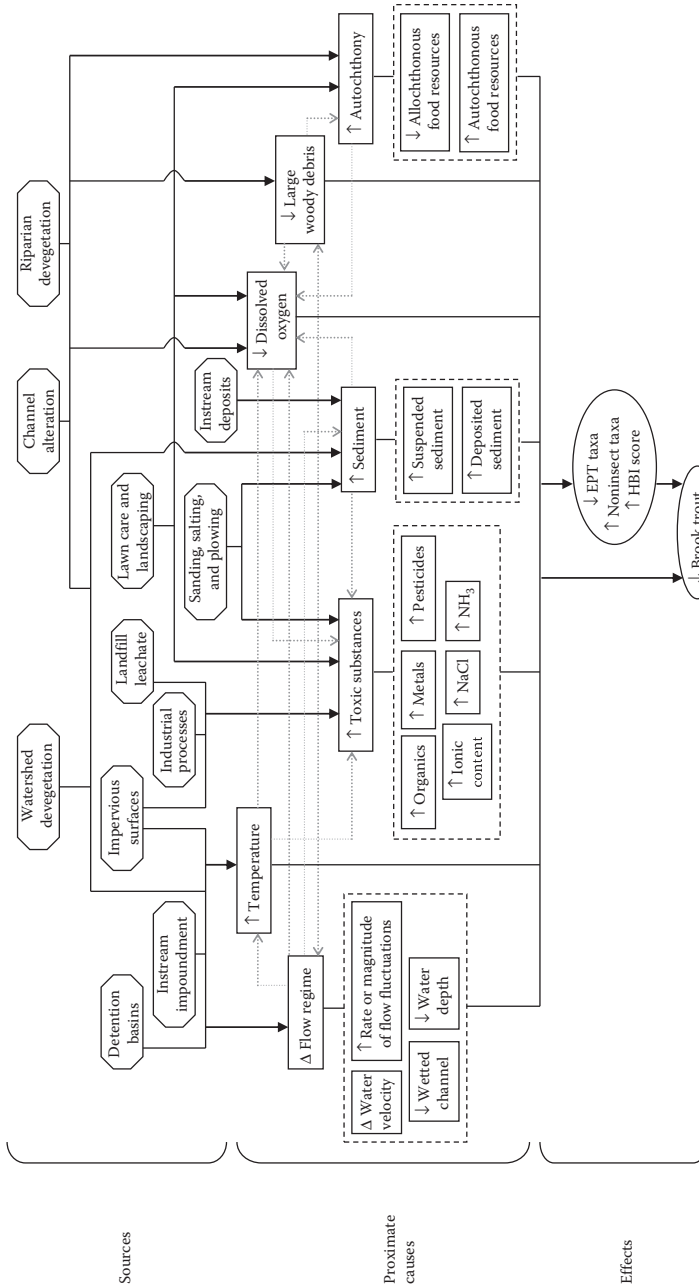 Sources
Proximate
causes
Effects
Watershed
devegetation
Channel
alteration
Riparian
devegetation
Detention
basins
Impervious
surfaces
Landfill
leachate
Lawn care and
landscaping
Instream
impoundment
Industrial
processes
Sanding, salting,
and plowing
Instream
deposits
↑ Temperature
↓ Dissolved
oxygen
↓ Large
woody debris
Δ Flow regime
↑ Toxic substances
↑ Sediment
↑ Autochthony
Δ Water
velocity
↑ Rate or magnitude
of flow fluctuations
↓ Wetted
channel
↓ Water
depth
↑ Organics
↑ Metals
↑ Pesticides
↑ Ionic
content
↑ NaCl
↑ NH₃
↑ Suspended
sediment
↑ Deposited
sediment
↓ Allochthonous
food resources
↑ Autochthonous
food resources
↓ EPT taxa
↑ Noninsect taxa
↑ HBI score
↓ Brook trout